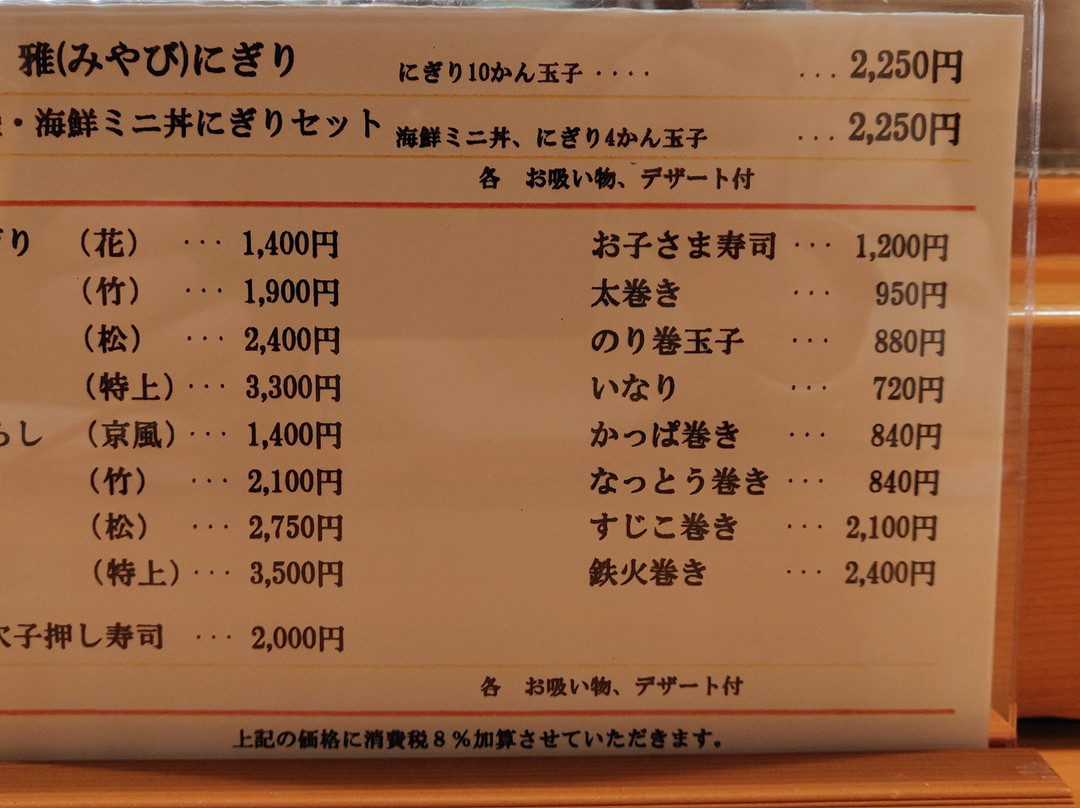 雅(みやび)にぎり にぎり10かん玉子 ···· ... 2,250円
・海鮮ミニ丼にぎりセット 海鮮ミニ丼、にぎり4かん玉子 ... 2,250円
各 お吸い物、デザート付
ぎり （花） ··· 1,400円
（竹） ··· 1,900円
（松） ··· 2,400円
（特上） ··· 3,300円
らし （京風） ··· 1,400円
（竹） ··· 2,100円
（松） ··· 2,750円
（特上） ··· 3,500円
穴子押し寿司 ··· 2,000円
お子さま寿司 ··· 1,200円
太巻き ··· 950円
のり巻玉子 ··· 880円
いなり ··· 720円
かっぱ巻き ··· 840円
なっとう巻き ··· 840円
すじこ巻き ··· 2,100円
鉄火巻き ··· 2,400円
各 お吸い物、デザート付
上記の価格に消費税８％加算させていただきます。